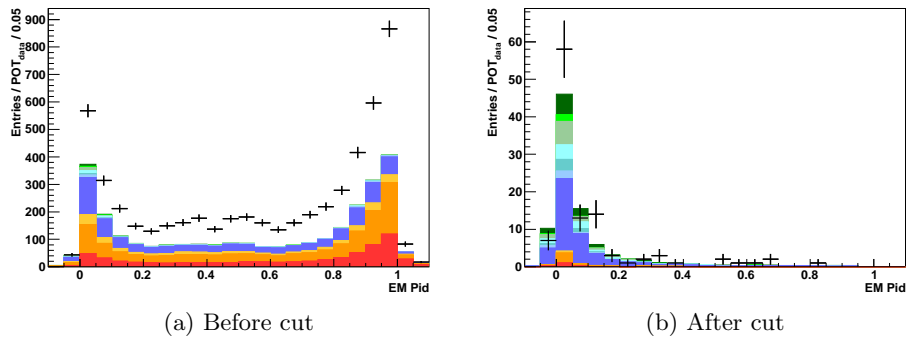 Entries / POTdata / 0.05
900
800
700
600
500
400
300
200
100
0
0 0.2 0.4 0.6 0.8 1
EM Pid
(a) Before cut
Entries / POTdata / 0.05
60
50
40
30
20
10
0
0 0.2 0.4 0.6 0.8 1
EM Pid
(b) After cut